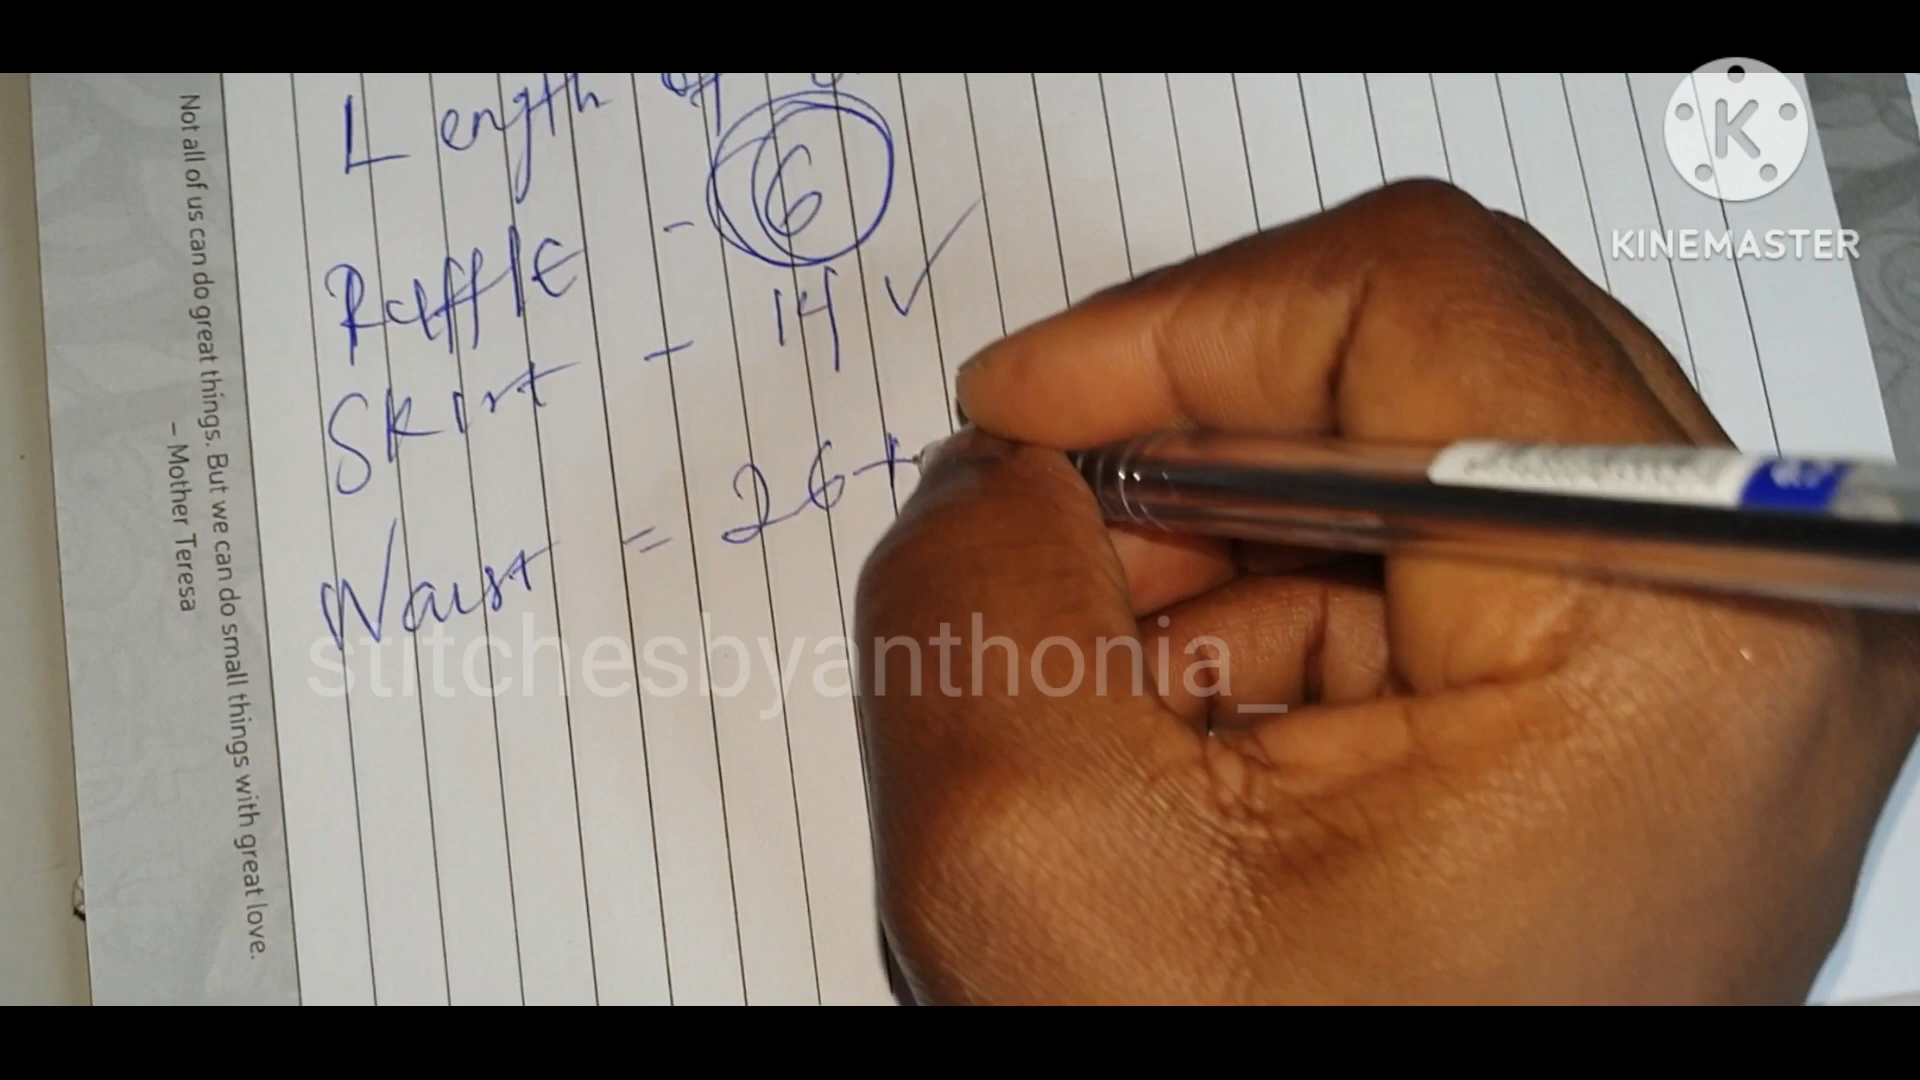 Length of
Ruffle - 6
Skirt - 14 ✓
Waist = 26+
Not all of us can do great things. But we can do small things with great love.
– Mother Teresa
KINEMASTER
stitchesbyanthonia_